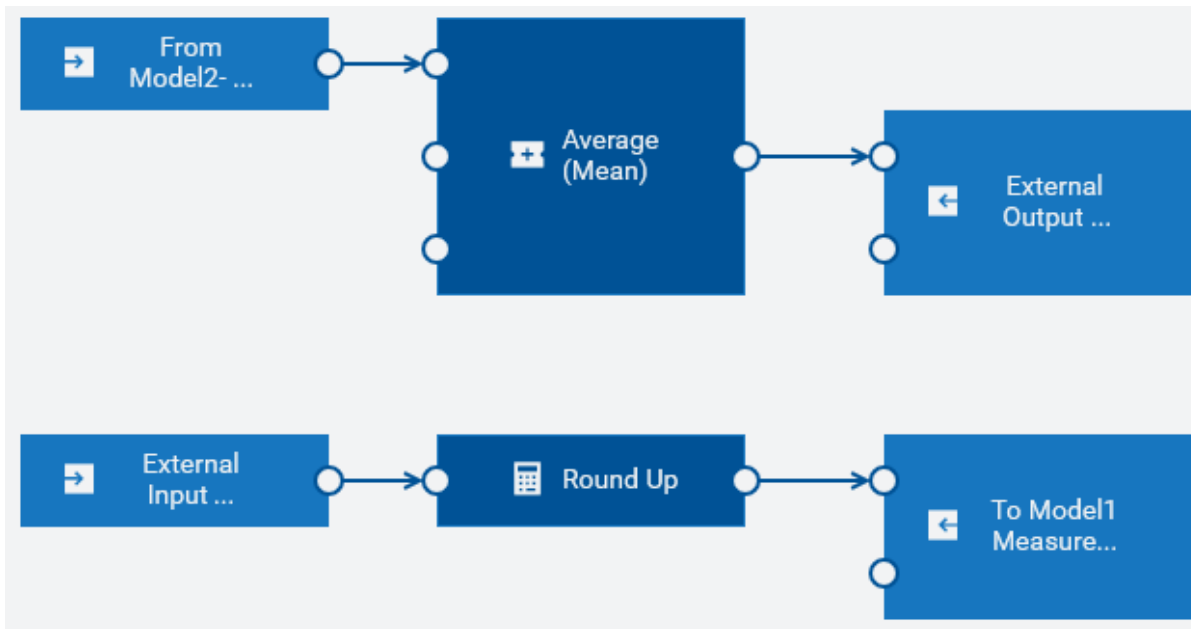 From
Model2- ...
Average
(Mean)
External
Output ...
External
Input ...
Round Up
To Model1
Measure...